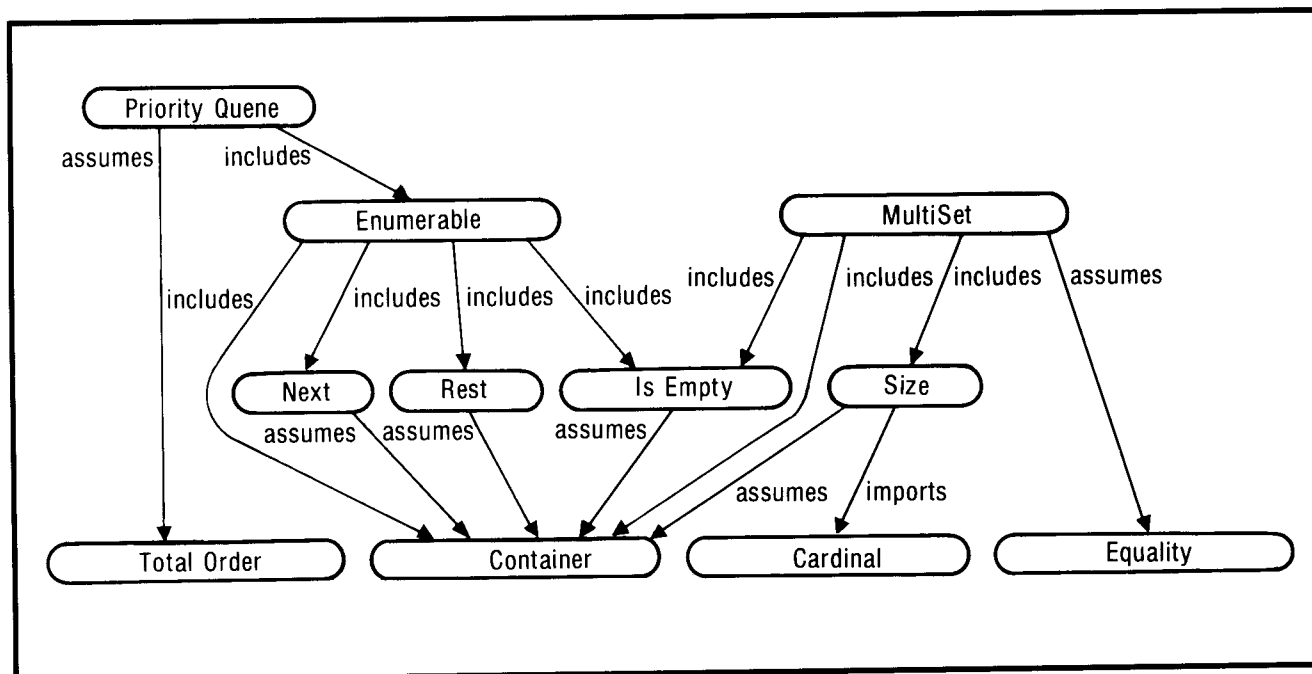 Priority Quene
assumes
includes
Enumerable
MultiSet
includes
includes
includes
includes
includes
includes
includes
assumes
Next
Rest
Is Empty
Size
assumes
assumes
assumes
assumes
imports
Total Order
Container
Cardinal
Equality